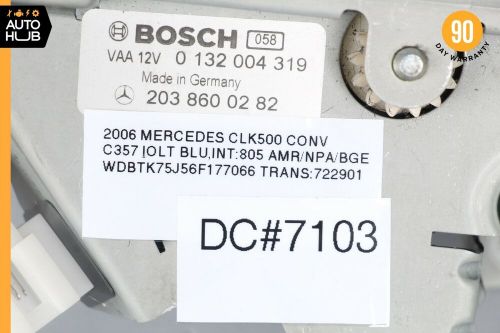 AUTO
HUB
BOSCH 058
VAA 12V 0 132 004 319
Made in Germany
203 860 02 82
90
DAY WARRANTY
2006 MERCEDES CLK500 CONV
C357 IOLT BLU,INT:805 AMR/NPA/BGE
WDBTK75J56F177066 TRANS:722901
DC#7103